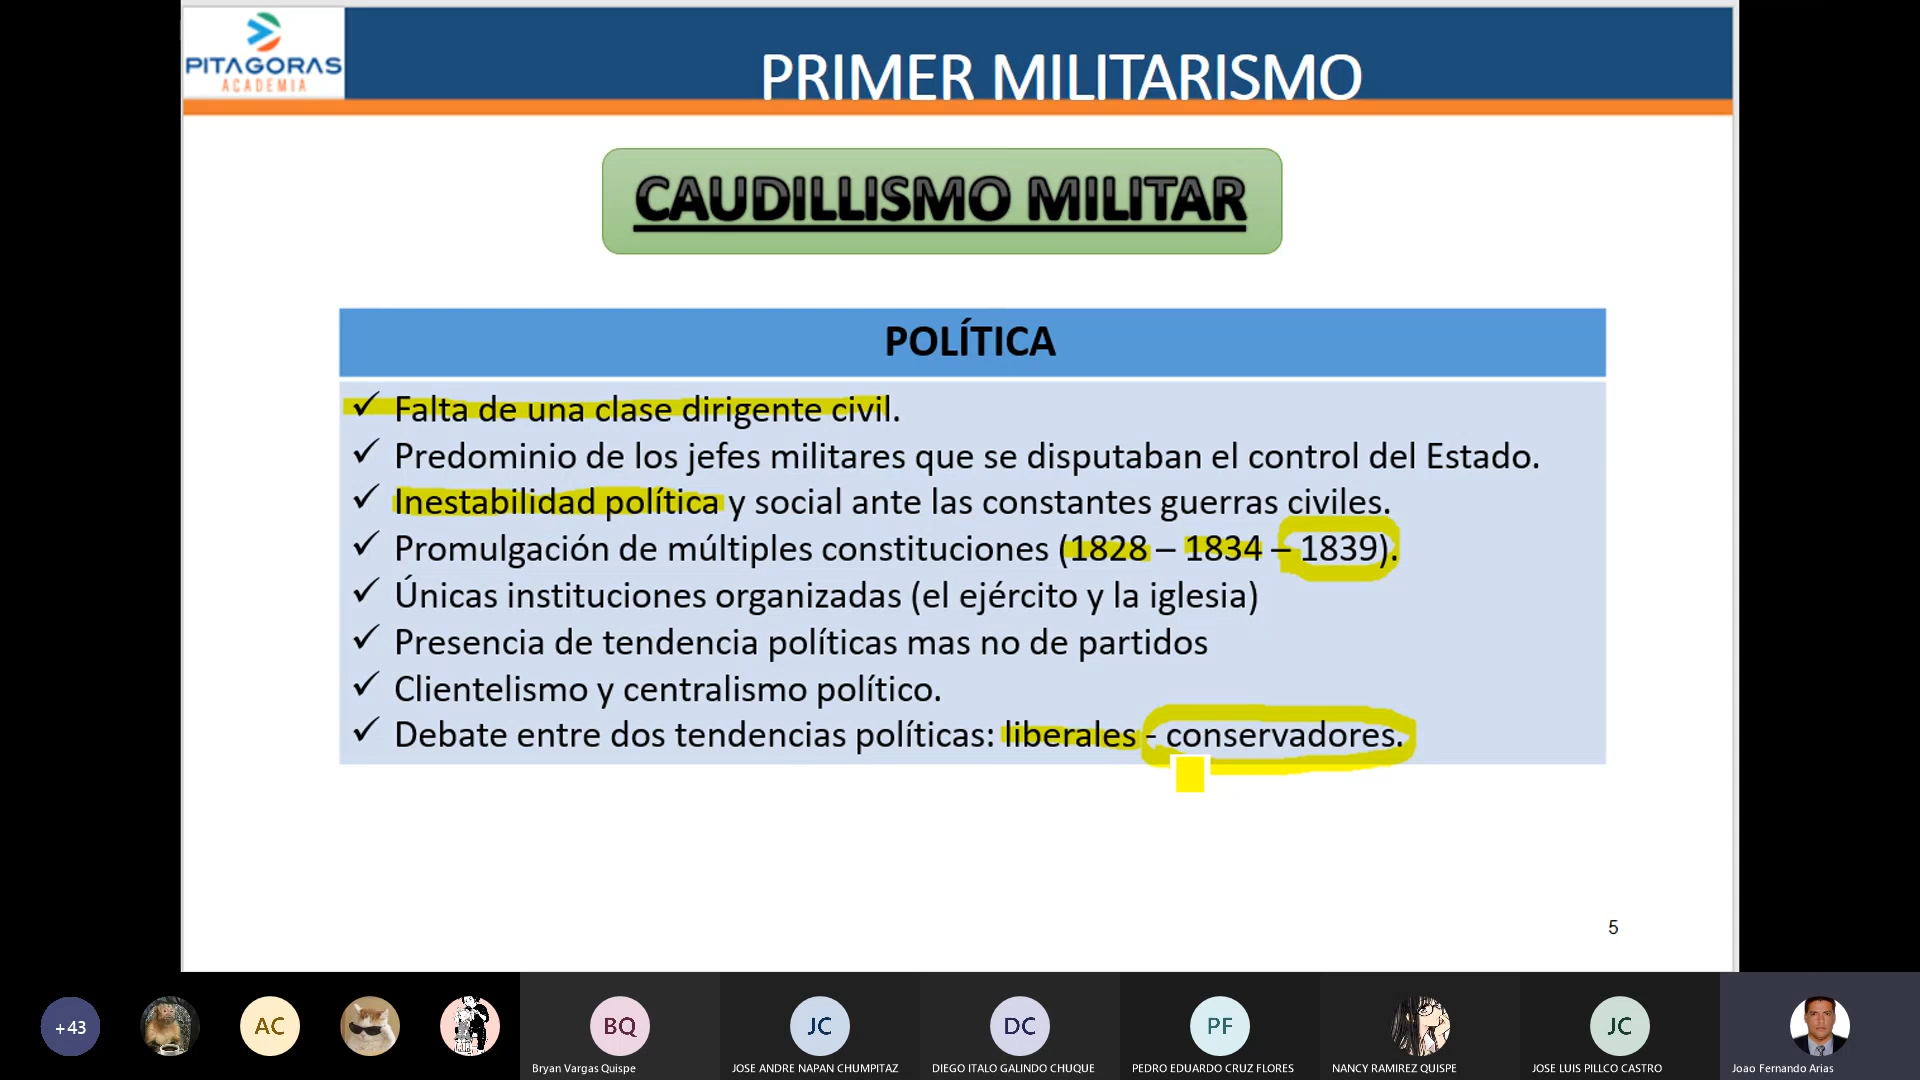 PITAGORAS
ACADEMIA
PRIMER MILITARISMO
CAUDILLISMO MILITAR
POLÍTICA
✓ Falta de una clase dirigente civil.
✓ Predominio de los jefes militares que se disputaban el control del Estado.
✓ Inestabilidad política y social ante las constantes guerras civiles.
✓ Promulgación de múltiples constituciones (1828 – 1834 – 1839).
✓ Únicas instituciones organizadas (el ejército y la iglesia)
✓ Presencia de tendencia políticas mas no de partidos
✓ Clientelismo y centralismo político.
✓ Debate entre dos tendencias políticas: liberales - conservadores.
5
+43
AC
BQ
JC
DC
PF
JC
Bryan Vargas Quispe
JOSE ANDRE NAPAN CHUMPITAZ
DIEGO ITALO GALINDO CHUQUE
PEDRO EDUARDO CRUZ FLORES
NANCY RAMIREZ QUISPE
JOSE LUIS PILLCO CASTRO
Joao Fernando Arias